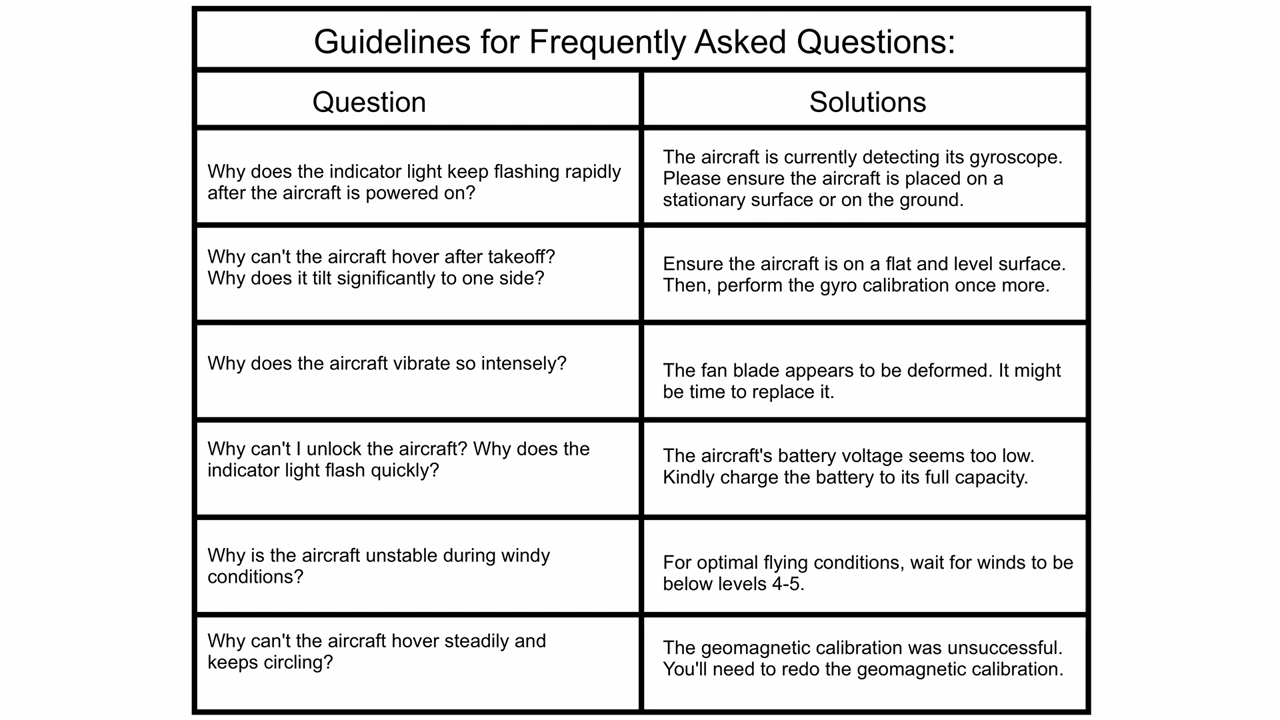 Guidelines for Frequently Asked Questions:
Question
Solutions
Why does the indicator light keep flashing rapidly
after the aircraft is powered on?
The aircraft is currently detecting its gyroscope.
Please ensure the aircraft is placed on a
stationary surface or on the ground.
Why can't the aircraft hover after takeoff?
Why does it tilt significantly to one side?
Ensure the aircraft is on a flat and level surface.
Then, perform the gyro calibration once more.
Why does the aircraft vibrate so intensely?
The fan blade appears to be deformed. It might
be time to replace it.
Why can't I unlock the aircraft? Why does the
indicator light flash quickly?
The aircraft's battery voltage seems too low.
Kindly charge the battery to its full capacity.
Why is the aircraft unstable during windy
conditions?
For optimal flying conditions, wait for winds to be
below levels 4-5.
Why can't the aircraft hover steadily and
keeps circling?
The geomagnetic calibration was unsuccessful.
You'll need to redo the geomagnetic calibration.